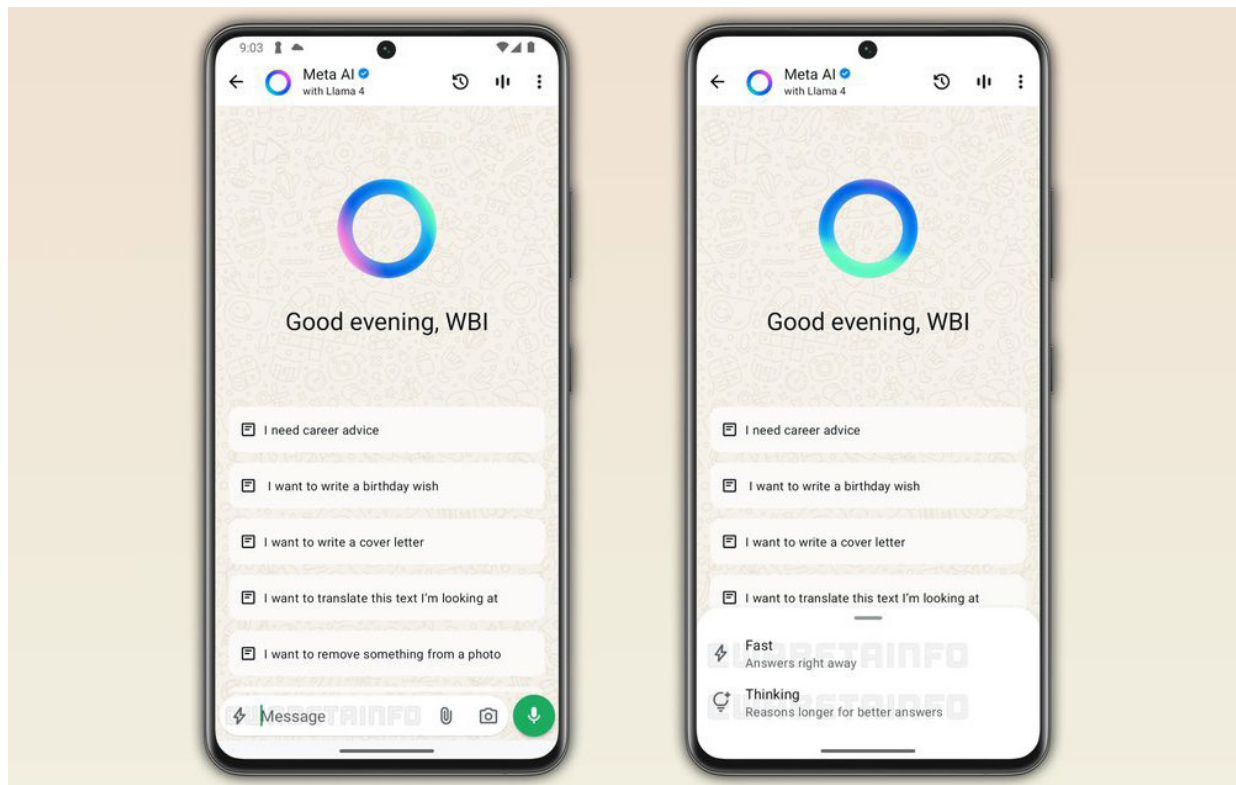 9:03
Meta AI
with Llama 4
Good evening, WBI
I need career advice
I want to write a birthday wish
I want to write a cover letter
I want to translate this text I'm looking at
I want to remove something from a photo
Message
Meta AI
with Llama 4
Good evening, WBI
I need career advice
I want to write a birthday wish
I want to write a cover letter
I want to translate this text I'm looking at
Fast
Answers right away
Thinking
Reasons longer for better answers